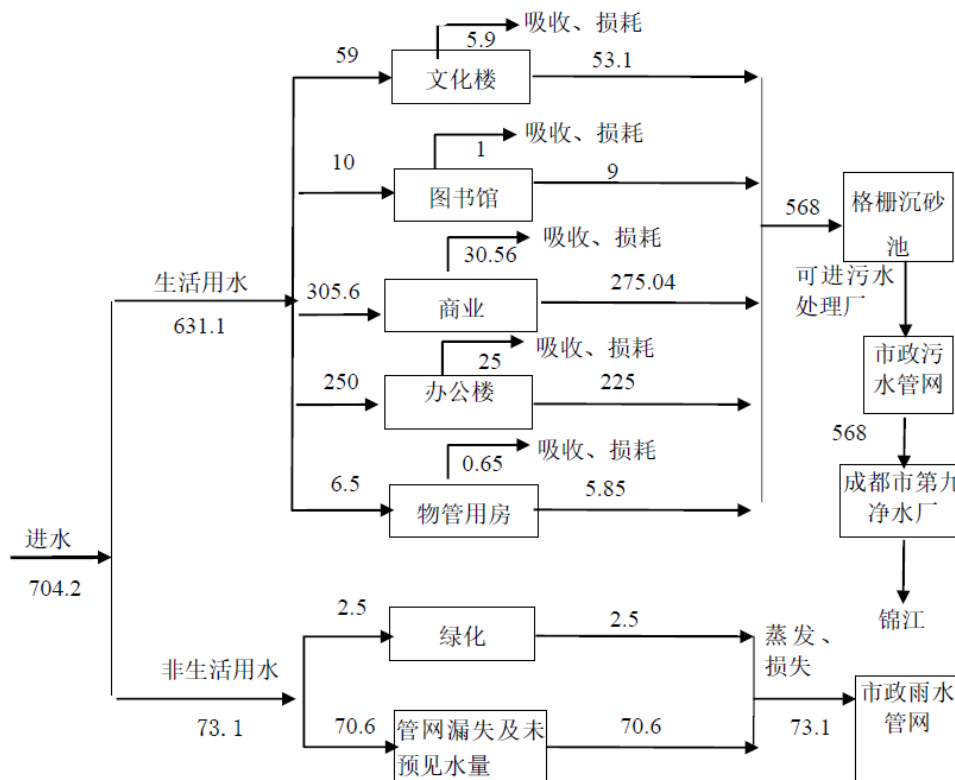 吸收、损耗
5.9
59
文化楼
53.1
吸收、损耗
1
10
图书馆
9
吸收、损耗
30.56
305.6
商业
275.04
吸收、损耗
25
250
办公楼
225
吸收、损耗
0.65
6.5
物管用房
5.85
生活用水
631.1
568
格栅沉砂
池
可进污水
处理厂
市政污
水管网
568
成都市第九
净水厂
锦江
进水
704.2
非生活用水
73.1
2.5
绿化
2.5
70.6
管网漏失及未
预见水量
70.6
蒸发、
损失
73.1
市政雨水
管网